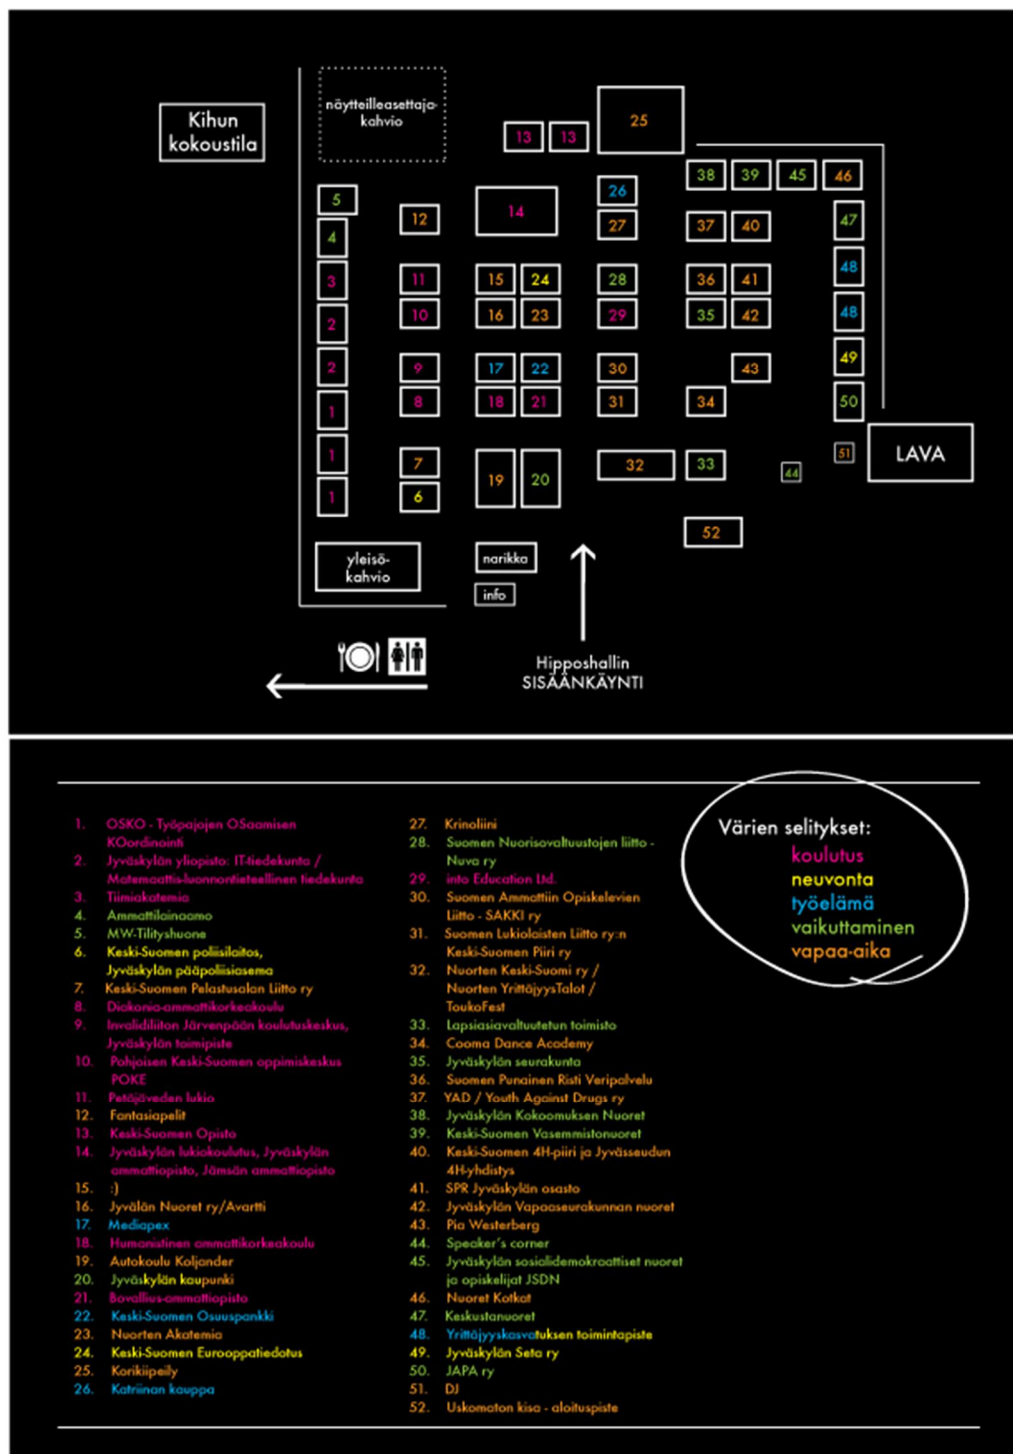 Kihun
kokoustila
näytteilleasettaja-
kahvio
13 13 25
38 39 45 46
5 12 14 26
27 37 40 47
4
3 11 15 24 28 36 41 48
2 10 16 23 29 35 42 48
2 9 17 22 30 43 49
1 8 18 21 31 34 50
1 7 19 20 32 33 44 51 LAVA
1 6
52
yleisö-
kahvio
narikka
info
Hipposhallin
SISÄÄNKÄYNTI
1. OSKO - Työpajojen OSaamisen
KOordinointi
2. Jyväskylän yliopisto: IT-tiedekunta /
Matemaattis-luonnontieteellinen tiedekunta
3. Tiimiakatemia
4. Ammattilainaamo
5. MW-Tilityshuone
6. Keski-Suomen poliisilaitos,
Jyväskylän pääpoliisiasema
7. Keski-Suomen Pelastusalan Liitto ry
8. Diakonia-ammattikorkeakoulu
9. Invalidiliiton Järvenpään koulutuskeskus,
Jyväskylän toimipiste
10. Pohjoisen Keski-Suomen oppimiskeskus
POKE
11. Petäjäveden lukio
12. Fantasiapelit
13. Keski-Suomen Opisto
14. Jyväskylän lukiokoulutus, Jyväskylän
ammattiopisto, Jämsän ammattiopisto
15. :)
16. Jyvälän Nuoret ry/Avartti
17. Mediapex
18. Humanistinen ammattikorkeakoulu
19. Autokoulu Koljander
20. Jyväskylän kaupunki
21. Bovallius-ammattiopisto
22. Keski-Suomen Osuuspankki
23. Nuorten Akatemia
24. Keski-Suomen Eurooppatiedotus
25. Korikiipeily
26. Katriinan kauppa
27. Krinoliini
28. Suomen Nuorisovaltuustojen liitto -
Nuva ry
29. into Education Ltd.
30. Suomen Ammattiin Opiskelevien
Liitto - SAKKI ry
31. Suomen Lukiolaisten Liitto ry:n
Keski-Suomen Piiri ry
32. Nuorten Keski-Suomi ry /
Nuorten YrittäjyysTalot /
ToukoFest
33. Lapsiasiavaltuutetun toimisto
34. Cooma Dance Academy
35. Jyväskylän seurakunta
36. Suomen Punainen Risti Veripalvelu
37. YAD / Youth Against Drugs ry
38. Jyväskylän Kokoomuksen Nuoret
39. Keski-Suomen Vasemmistonuoret
40. Keski-Suomen 4H-piiri ja Jyvässeudun
4H-yhdistys
41. SPR Jyväskylän osasto
42. Jyväskylän Vapaaseurakunnan nuoret
43. Pia Westerberg
44. Speaker's corner
45. Jyväskylän sosialidemokraattiset nuoret
ja opiskelijat JSDN
46. Nuoret Kotkat
47. Keskustanuoret
48. Yrittäjyyskasvatuksen toimintapiste
49. Jyväskylän Seta ry
50. JAPA ry
51. DJ
52. Uskomaton kisa - aloituspiste
Värien selitykset:
koulutus
neuvonta
työelämä
vaikuttaminen
vapaa-aika